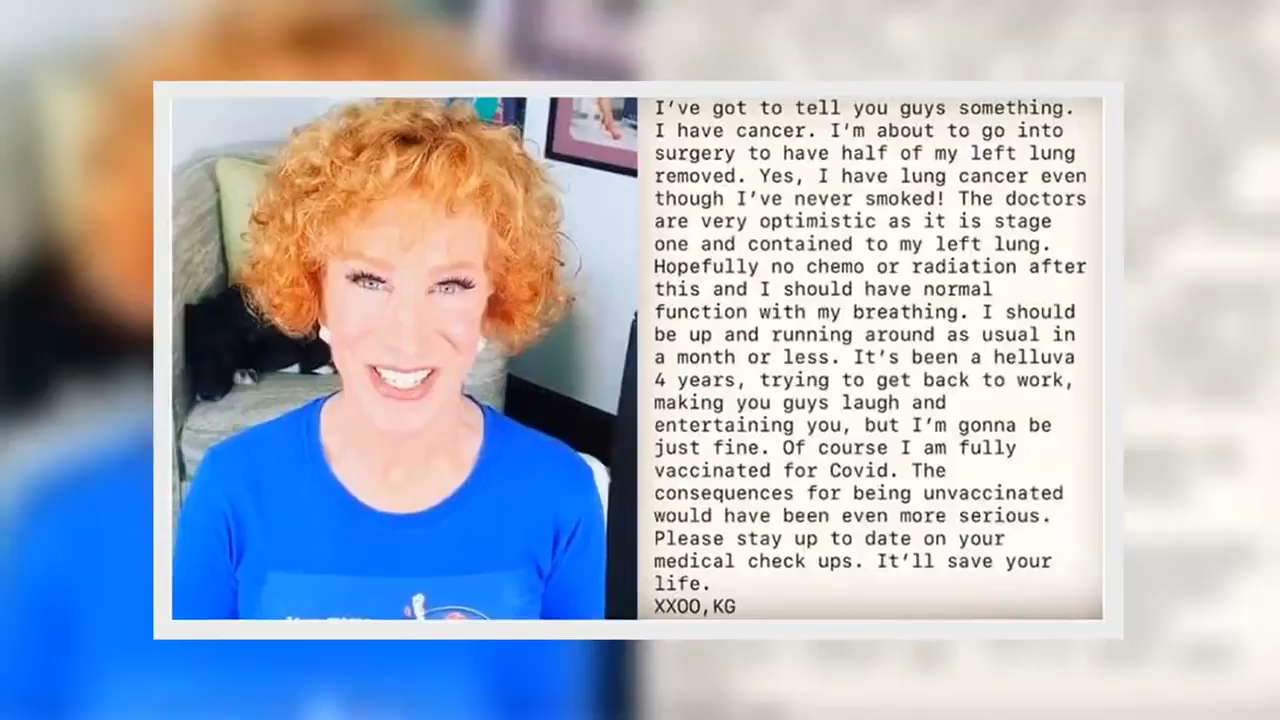 I've got to tell you guys something.
I have cancer. I'm about to go into
surgery to have half of my left lung
removed. Yes, I have lung cancer even
though I've never smoked! The doctors
are very optimistic as it is stage
one and contained to my left lung.
Hopefully no chemo or radiation after
this and I should have normal
function with my breathing. I should
be up and running around as usual in
a month or less. It's been a helluva
4 years, trying to get back to work,
making you guys laugh and
entertaining you, but I'm gonna be
just fine. Of course I am fully
vaccinated for Covid. The
consequences for being unvaccinated
would have been even more serious.
Please stay up to date on your
medical check ups. It'll save your
life.
XXOO,KG